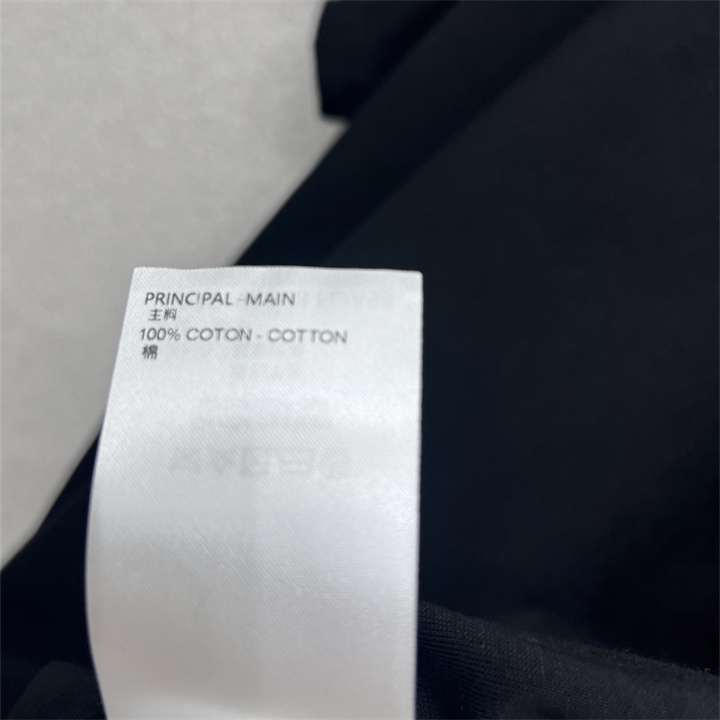 PRINCIPAL-MAIN
主料
100% COTON - COTTON
棉